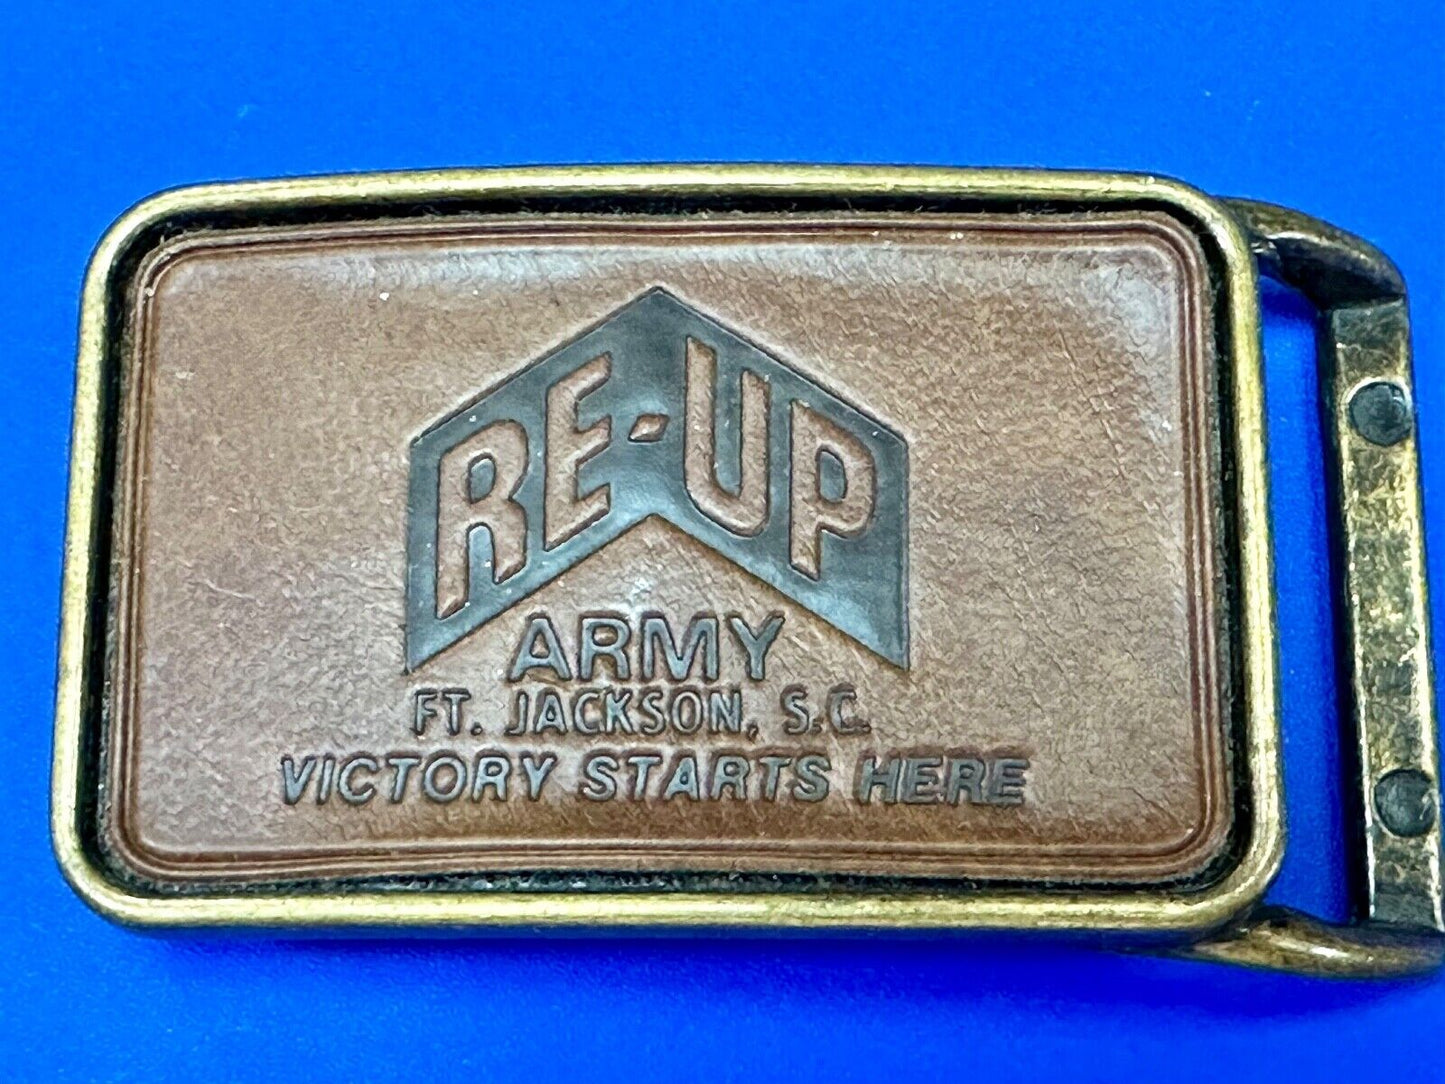 RE-UP
ARMY
FT. JACKSON, S.C.
VICTORY STARTS HERE